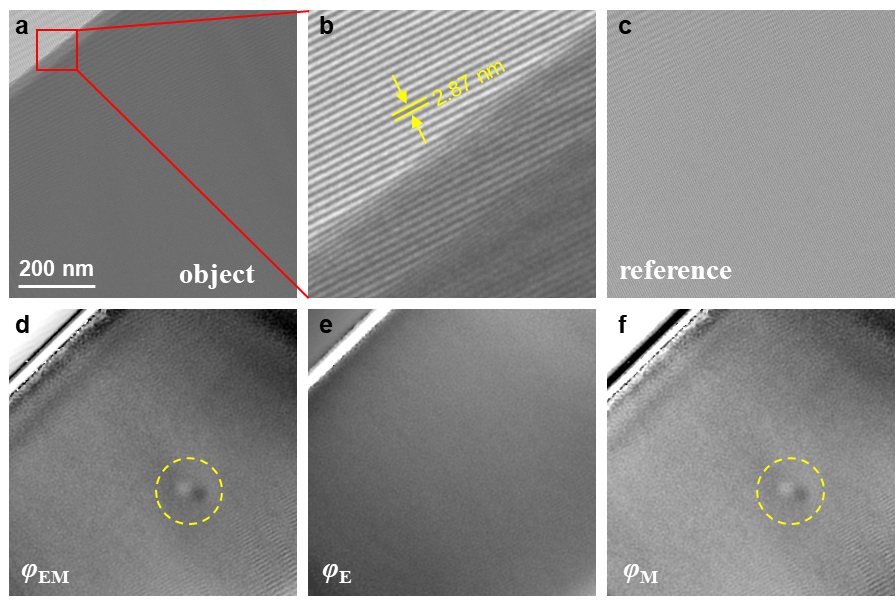 a
b
c
2.87 nm
200 nm
object
reference
d
e
f
φEM
φE
φM